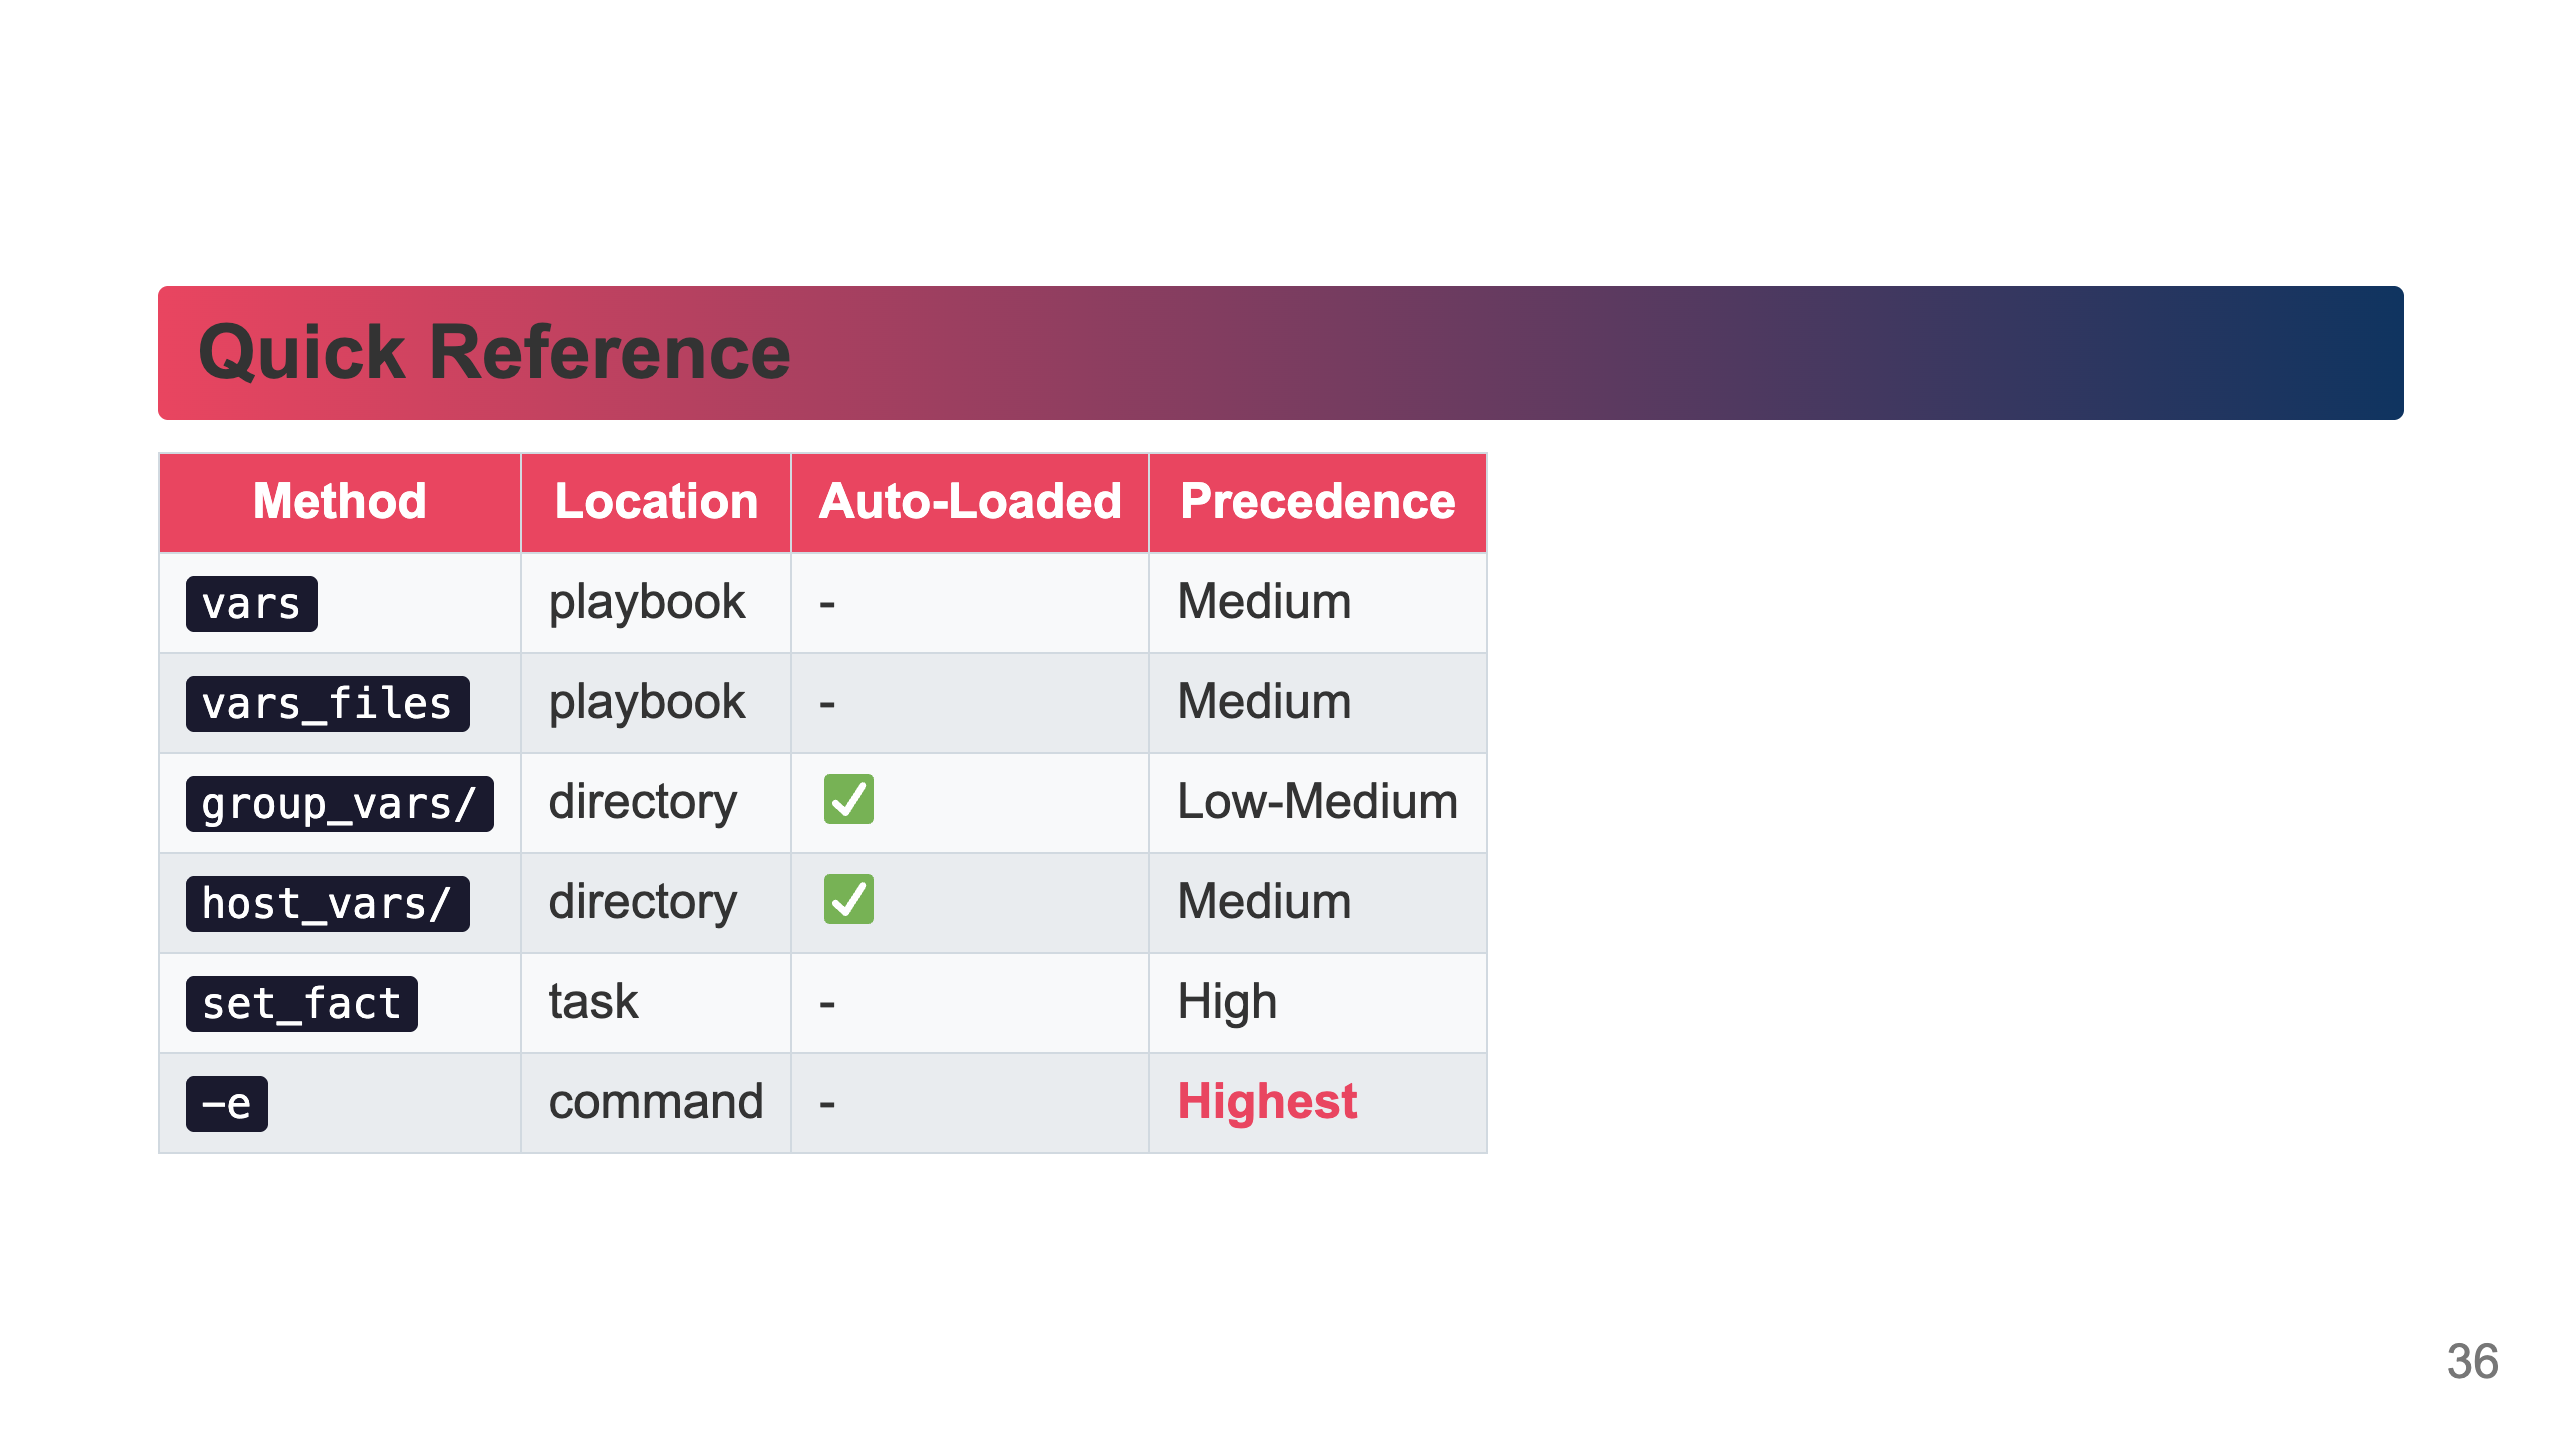 Quick Reference
Method Location Auto-Loaded Precedence
vars playbook - Medium
vars_files playbook - Medium
group_vars/ directory ✅ Low-Medium
host_vars/ directory ✅ Medium
set_fact task - High
-e command - Highest
36